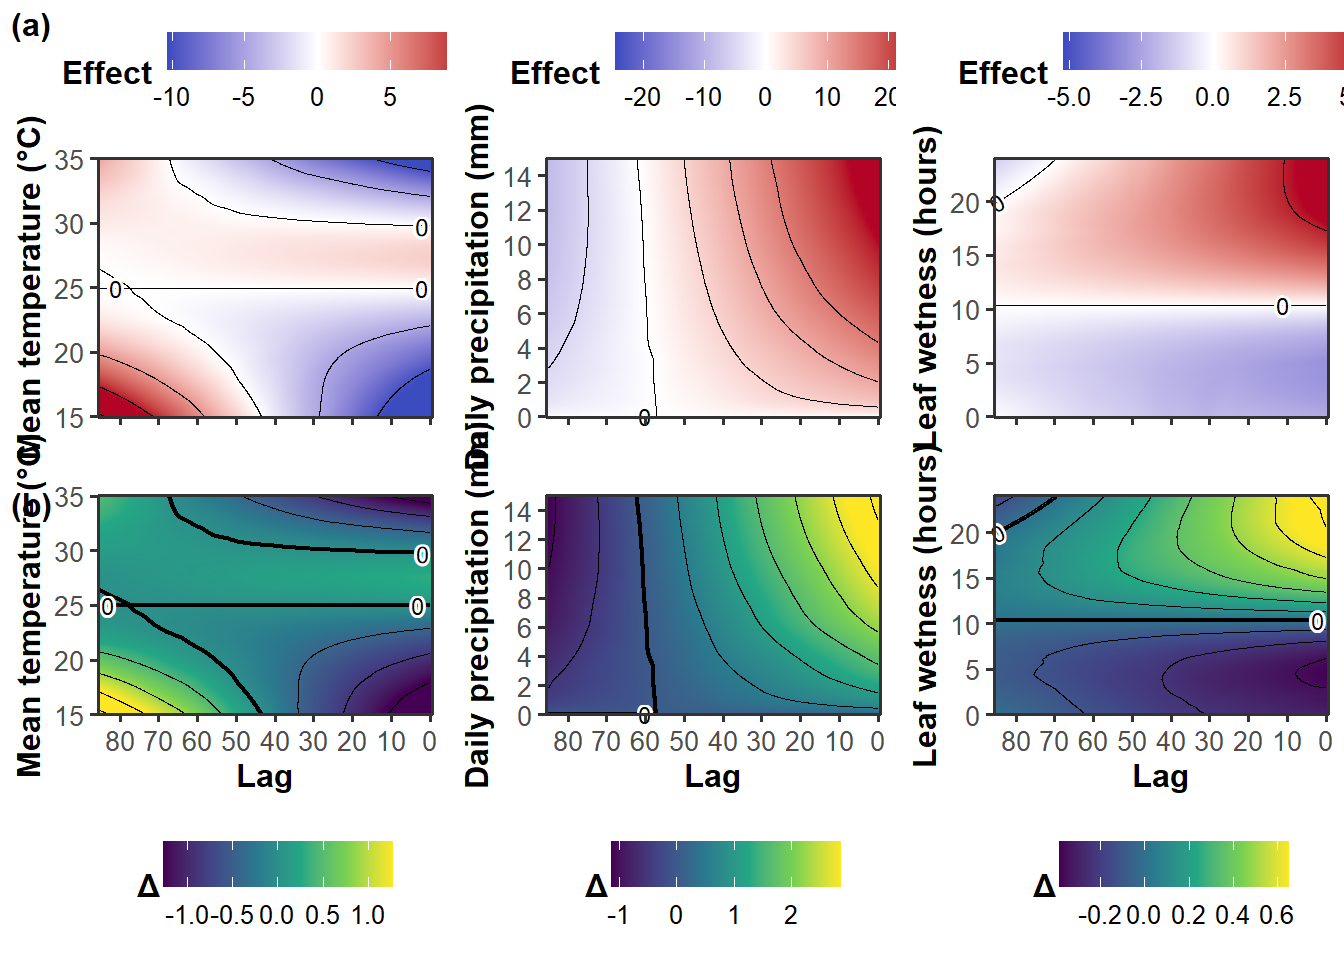 (a)
Effect
-10 -5 0 5
Effect
-20 -10 0 10 20
Effect
-5.0 -2.5 0.0 2.5 5
Mean temperature (°C)
35
30
25
20
15
0
0 0
Daily precipitation (mm)
14
12
10
8
6
4
2
0
0
Leaf wetness (hours)
20
15
10
5
0
0
0
Mean temperature (°C)
35
30
25
20
15
0
0 0
80 70 60 50 40 30 20 10 0
Lag
Daily precipitation (mm)
14
12
10
8
6
4
2
0
0
80 70 60 50 40 30 20 10 0
Lag
Leaf wetness (hours)
20
15
10
5
0
0
0
80 70 60 50 40 30 20 10 0
Lag
Δ
-1.0 -0.5 0.0 0.5 1.0
Δ
-1 0 1 2
Δ
-0.2 0.0 0.2 0.4 0.6